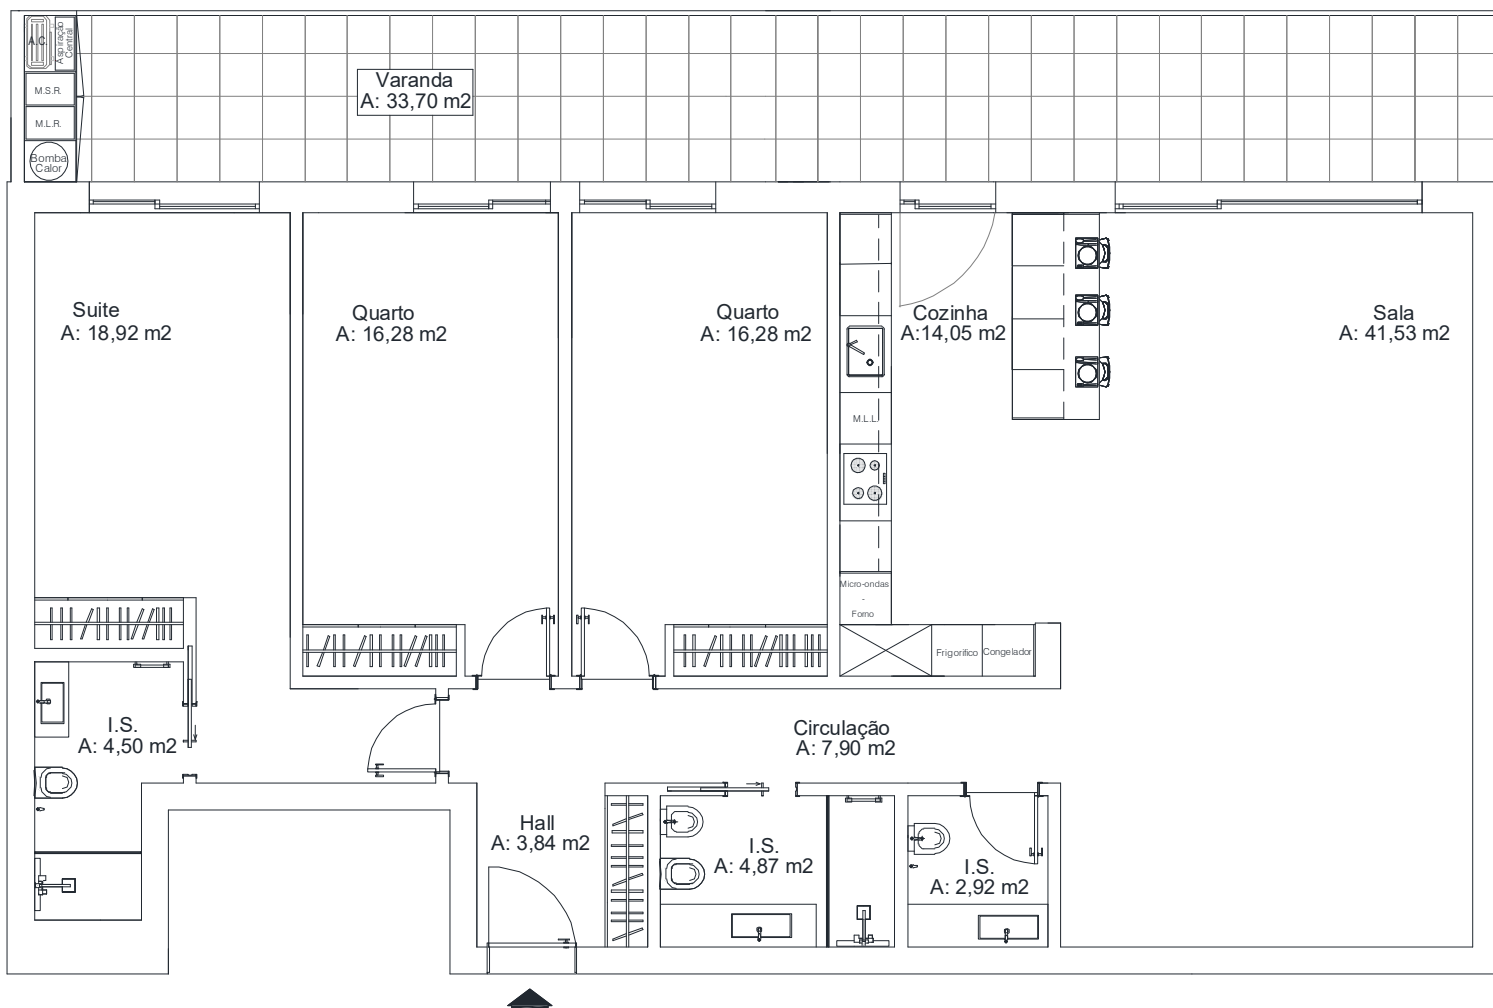 A.C.
Aspiração
Central
M.S.R.
M.L.R.
Bomba
Calor
Varanda
A: 33,70 m2
Suite
A: 18,92 m2
Quarto
A: 16,28 m2
Quarto
A: 16,28 m2
Cozinha
A:14,05 m2
Sala
A: 41,53 m2
M.L.L.
Micro-ondas
-
Forno
Frigorifico
Congelador
I.S.
A: 4,50 m2
Circulação
A: 7,90 m2
Hall
A: 3,84 m2
I.S.
A: 4,87 m2
I.S.
A: 2,92 m2